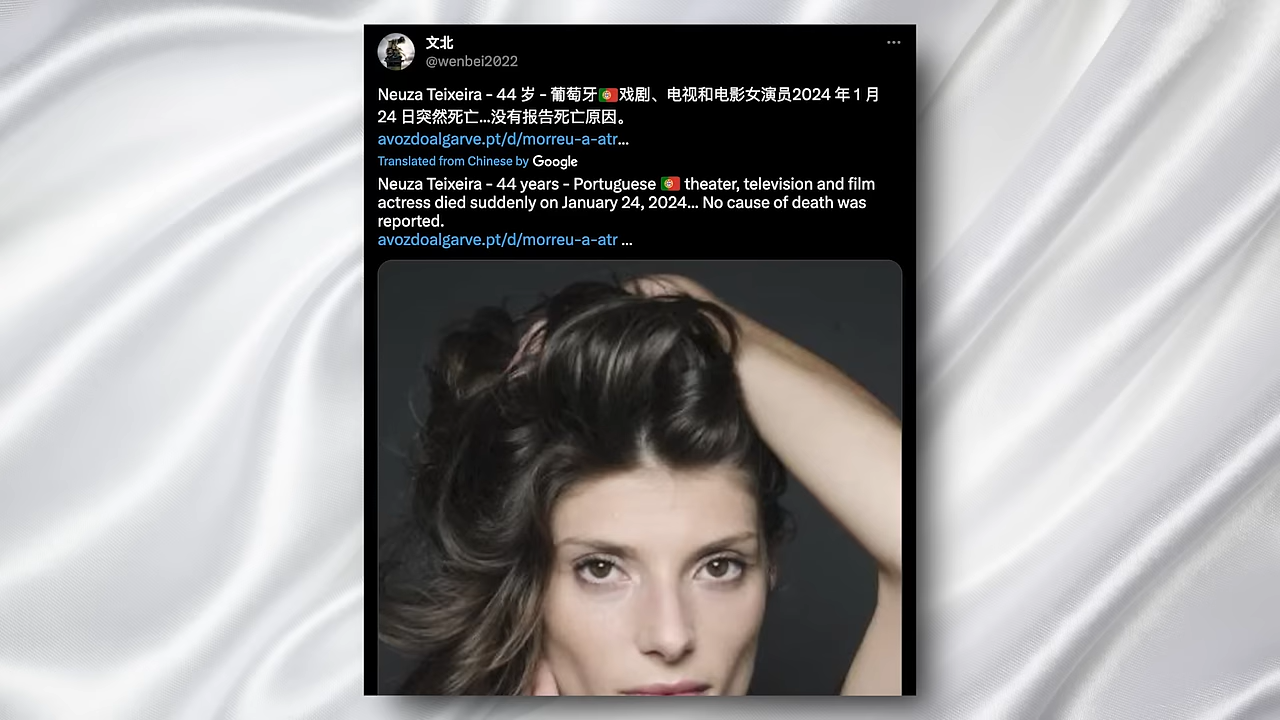 文北
@wenbei2022
Neuza Teixeira - 44 岁 - 葡萄牙🇵🇹戏剧、电视和电影女演员2024 年 1 月
24 日突然死亡...没有报告死亡原因。
avozdoalgarve.pt/d/morreu-a-atr...
Translated from Chinese by Google
Neuza Teixeira - 44 years - Portuguese 🇵🇹 theater, television and film
actress died suddenly on January 24, 2024... No cause of death was
reported.
avozdoalgarve.pt/d/morreu-a-atr ...